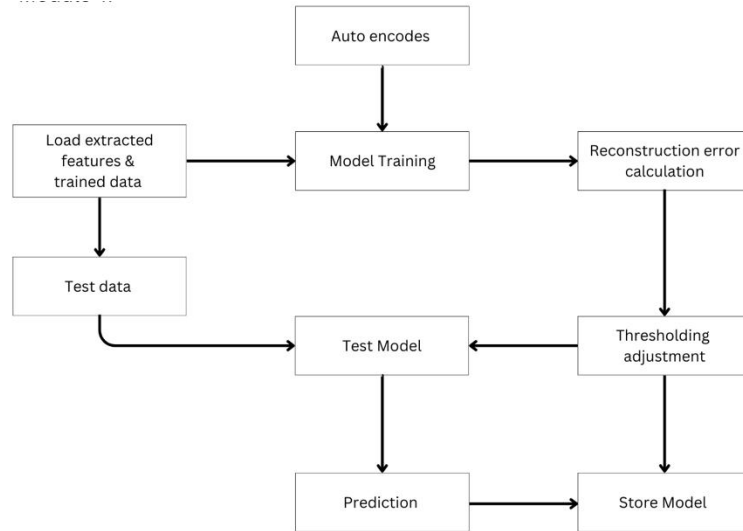 Auto encodes
Load extracted
features &
trained data
Model Training
Reconstruction error
calculation
Test data
Test Model
Thresholding
adjustment
Prediction
Store Model